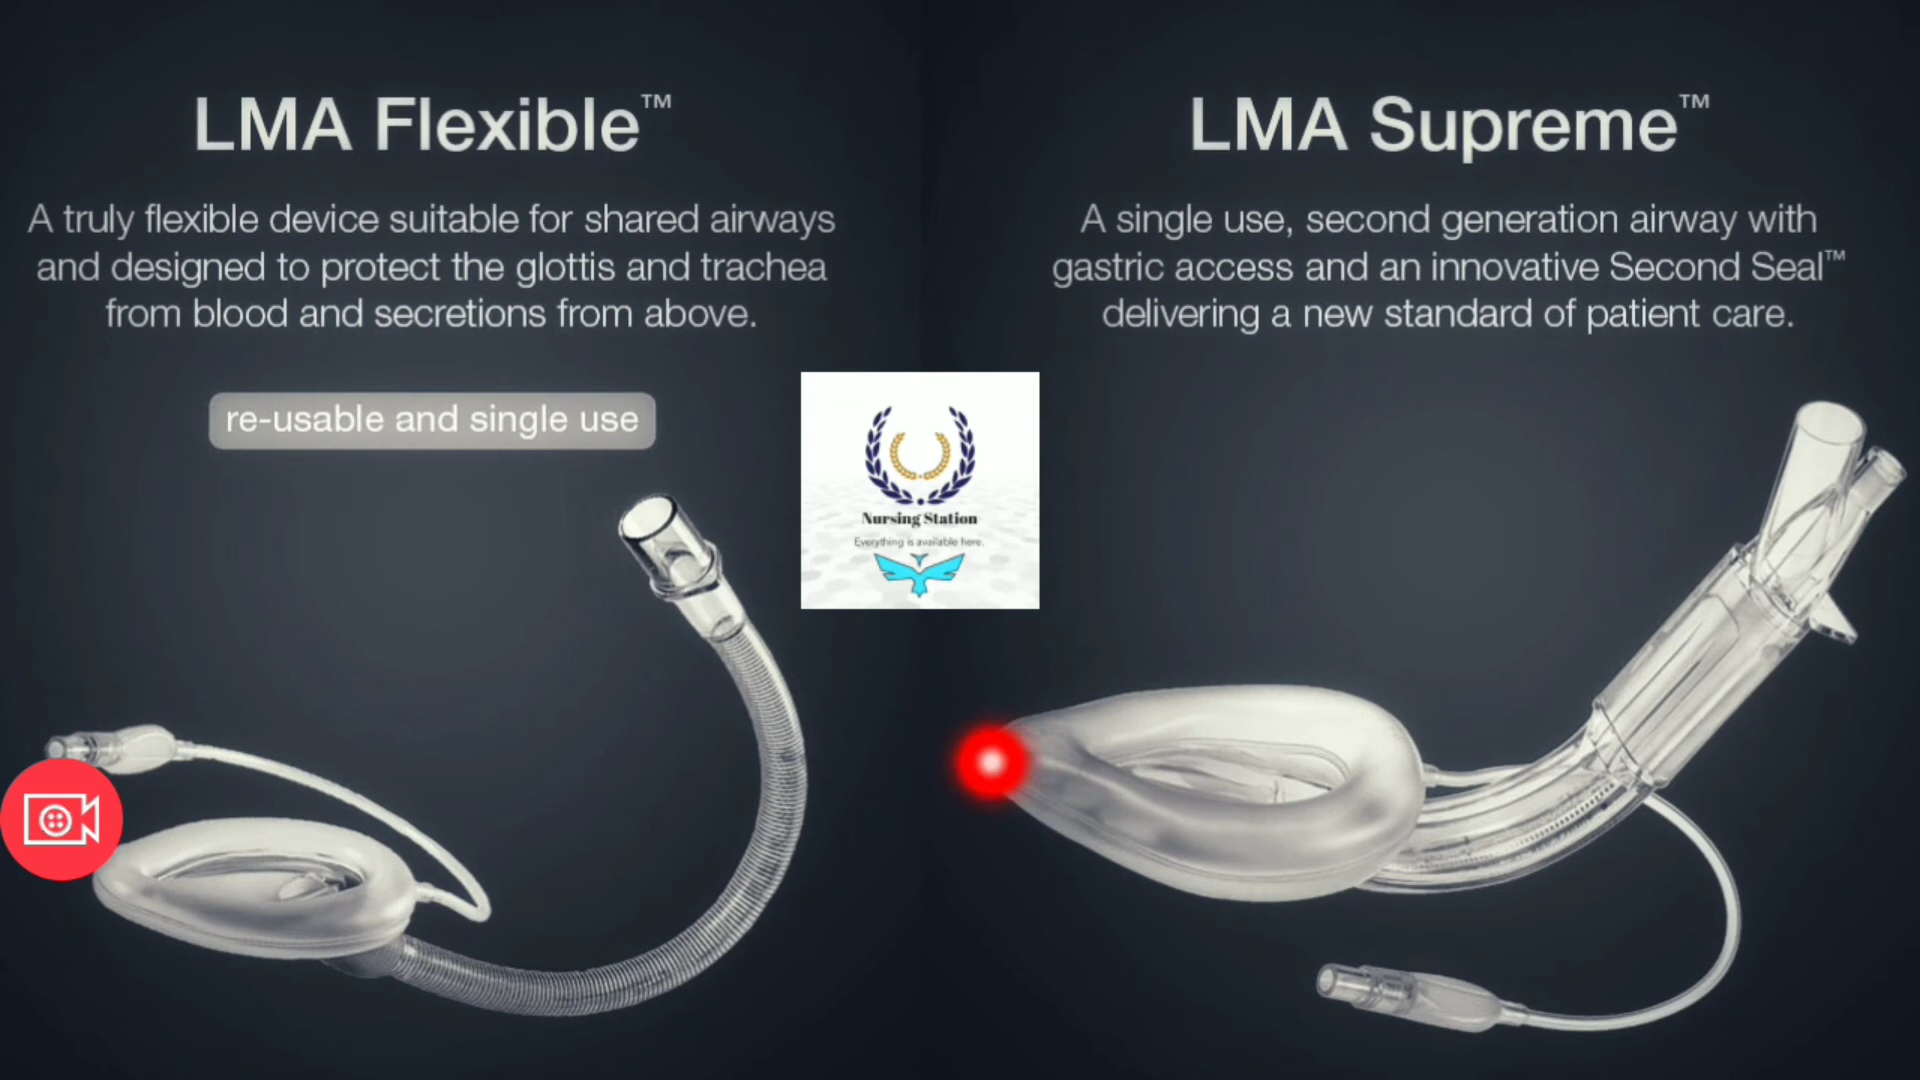 LMA Flexible™
A truly flexible device suitable for shared airways
and designed to protect the glottis and trachea
from blood and secretions from above.
re-usable and single use
LMA Supreme™
A single use, second generation airway with
gastric access and an innovative Second Seal™
delivering a new standard of patient care.
Nursing Station
Everything is available here.